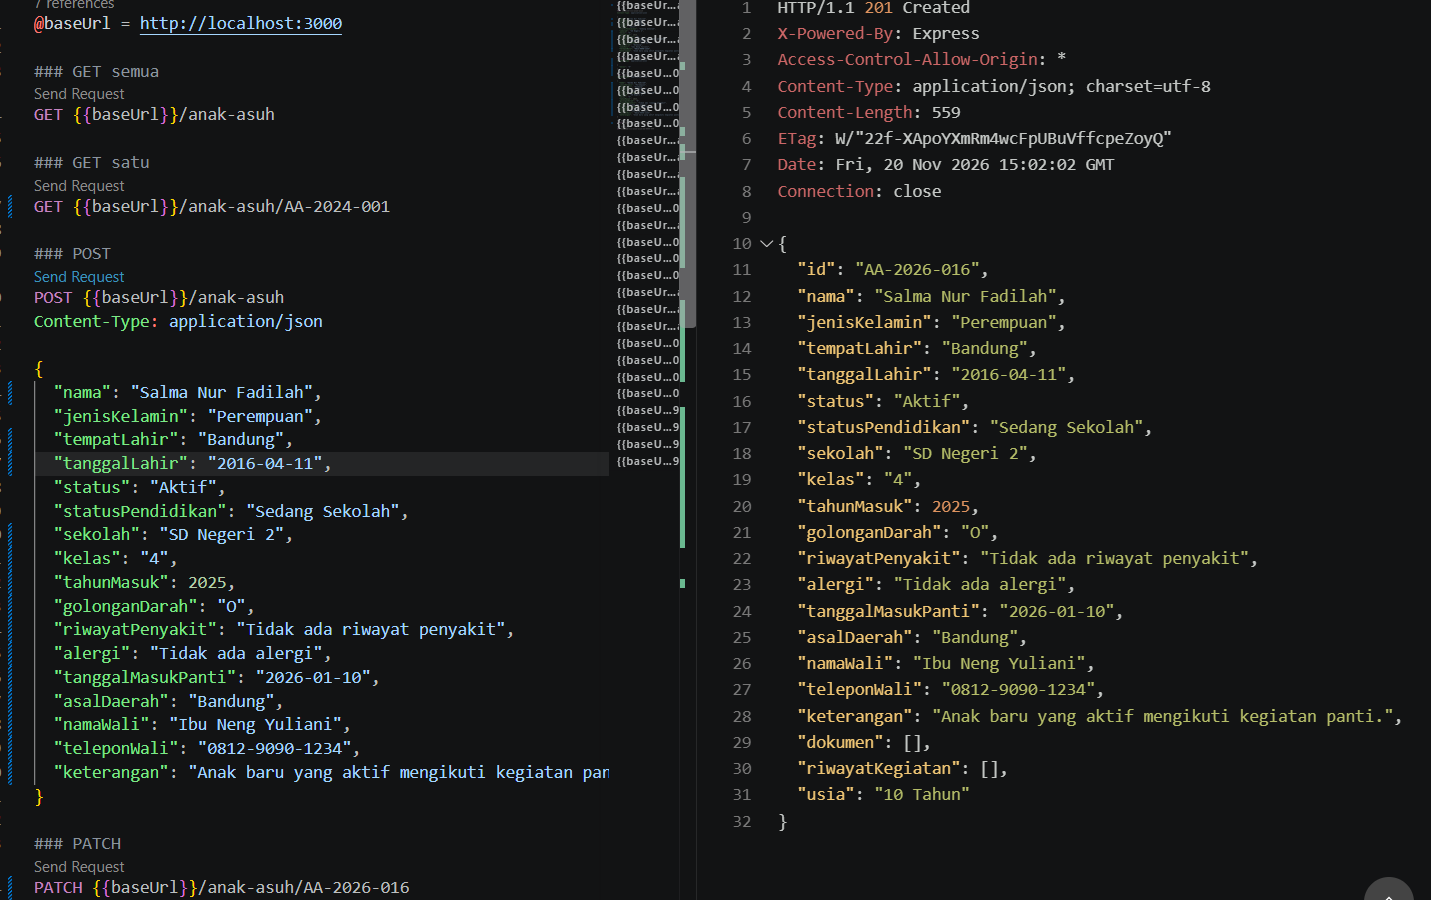 7 references
@baseUrl = http://localhost:3000
### GET semua
Send Request
GET {{baseUrl}}/anak-asuh
### GET satu
Send Request
GET {{baseUrl}}/anak-asuh/AA-2024-001
### POST
Send Request
POST {{baseUrl}}/anak-asuh
Content-Type: application/json
{
"nama": "Salma Nur Fadilah",
"jenisKelamin": "Perempuan",
"tempatLahir": "Bandung",
"tanggalLahir": "2016-04-11",
"status": "Aktif",
"statusPendidikan": "Sedang Sekolah",
"sekolah": "SD Negeri 2",
"kelas": "4",
"tahunMasuk": 2025,
"golonganDarah": "O",
"riwayatPenyakit": "Tidak ada riwayat penyakit",
"alergi": "Tidak ada alergi",
"tanggalMasukPanti": "2026-01-10",
"asalDaerah": "Bandung",
"namaWali": "Ibu Neng Yuliani",
"teleponWali": "0812-9090-1234",
"keterangan": "Anak baru yang aktif mengikuti kegiatan pan
}
### PATCH
Send Request
PATCH {{baseUrl}}/anak-asuh/AA-2026-016
1 HTTP/1.1 201 Created
2 X-Powered-By: Express
3 Access-Control-Allow-Origin: *
4 Content-Type: application/json; charset=utf-8
5 Content-Length: 559
6 ETag: W/"22f-XApoYXmRm4wcFpUBuVffcpeZoyQ"
7 Date: Fri, 20 Nov 2026 15:02:02 GMT
8 Connection: close
9
10 {
11 "id": "AA-2026-016",
12 "nama": "Salma Nur Fadilah",
13 "jenisKelamin": "Perempuan",
14 "tempatLahir": "Bandung",
15 "tanggalLahir": "2016-04-11",
16 "status": "Aktif",
17 "statusPendidikan": "Sedang Sekolah",
18 "sekolah": "SD Negeri 2",
19 "kelas": "4",
20 "tahunMasuk": 2025,
21 "golonganDarah": "O",
22 "riwayatPenyakit": "Tidak ada riwayat penyakit",
23 "alergi": "Tidak ada alergi",
24 "tanggalMasukPanti": "2026-01-10",
25 "asalDaerah": "Bandung",
26 "namaWali": "Ibu Neng Yuliani",
27 "teleponWali": "0812-9090-1234",
28 "keterangan": "Anak baru yang aktif mengikuti kegiatan panti.",
29 "dokumen": [],
30 "riwayatKegiatan": [],
31 "usia": "10 Tahun"
32 }